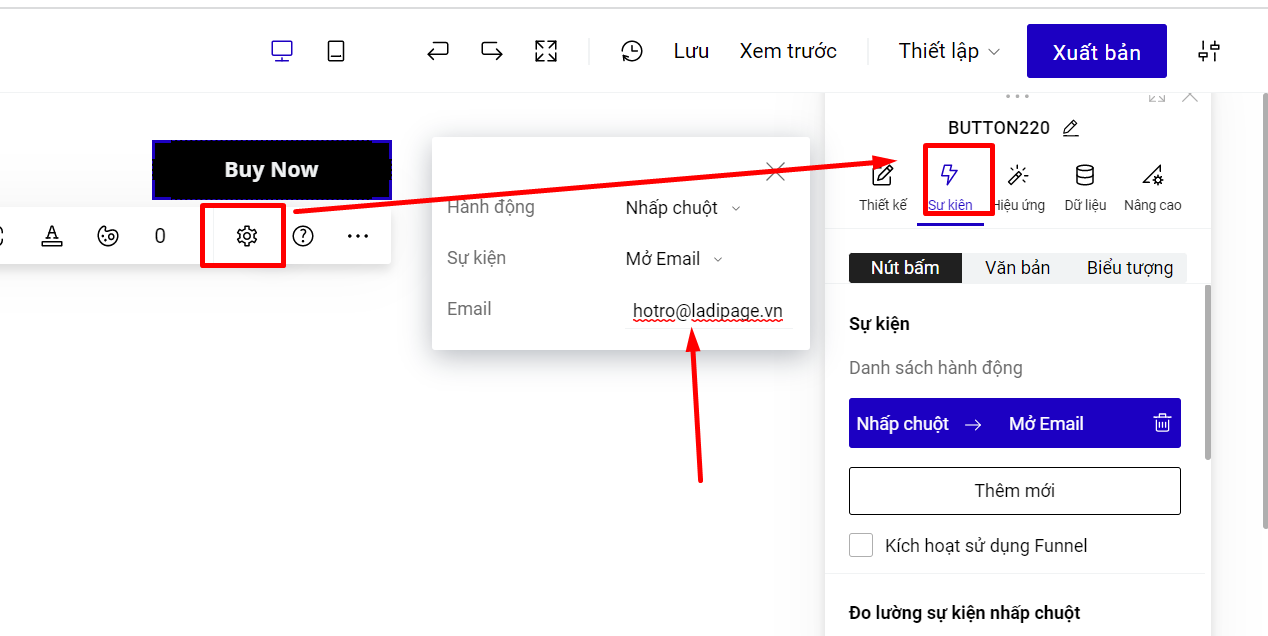 Lưu Xem trước Thiết lập Xuất bản
BUTTON220
Buy Now
Thiết kế Sự kiện Hiệu ứng Dữ liệu Nâng cao
0
Hành động Nhấp chuột
Sự kiện Mở Email
Email hotro@ladipage.vn
Nút bấm Văn bản Biểu tượng
Sự kiện
Danh sách hành động
Nhấp chuột → Mở Email
Thêm mới
Kích hoạt sử dụng Funnel
Đo lường sự kiện nhấp chuột